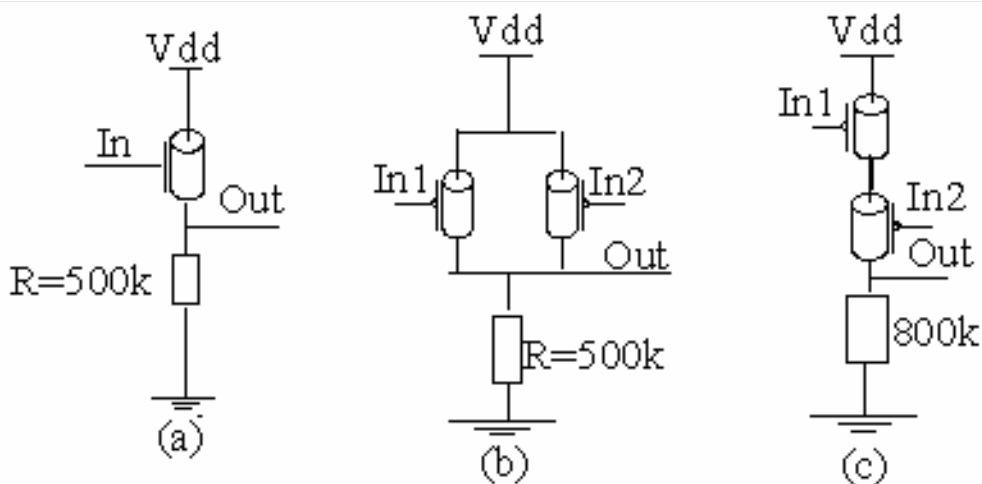 Vdd
In
Out
R=500k
(a)
Vdd
In1
In2
Out
R=500k
(b)
Vdd
In1
In2
Out
800k
(c)